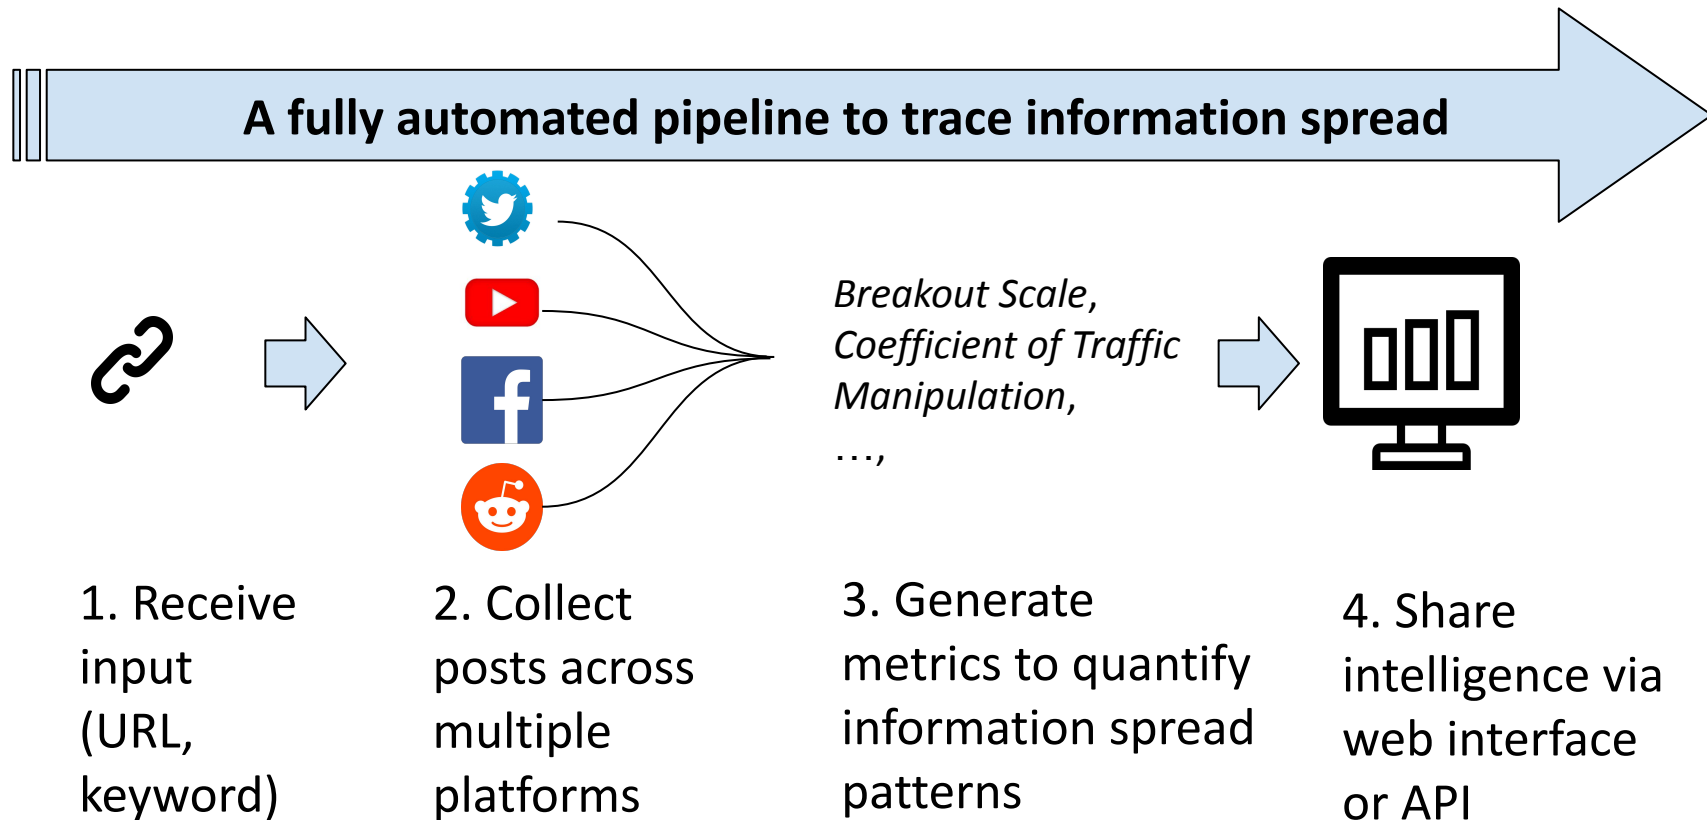 A fully automated pipeline to trace information spread
Breakout Scale,
Coefficient of Traffic
Manipulation,
…,
1. Receive
input
(URL,
keyword)
2. Collect
posts across
multiple
platforms
3. Generate
metrics to quantify
information spread
patterns
4. Share
intelligence via
web interface
or API